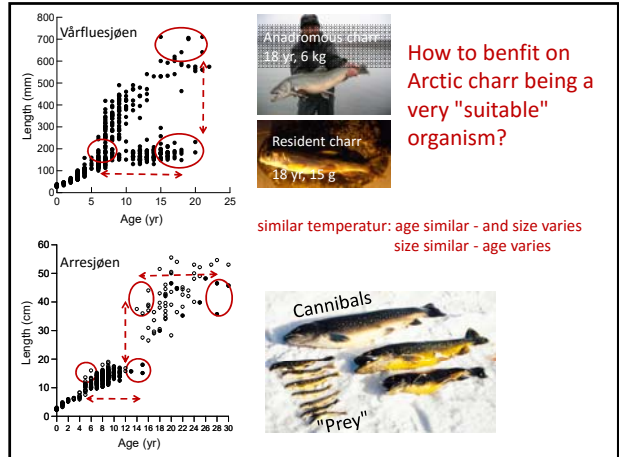 Vårfluesjøen
800
700
600
500
400
300
200
100
0
Length (mm)
0 5 10 15 20 25
Age (yr)
Anadromous charr
18 yr, 6 kg
Resident charr
18 yr, 15 g
How to benfit on
Arctic charr being a
very "suitable"
organism?
similar temperatur: age similar - and size varies
size similar - age varies
Arresjøen
60
50
40
30
20
10
0
Length (cm)
0 2 4 6 8 10 12 14 16 18 20 22 24 26 28 30
Age (yr)
Cannibals
"Prey"